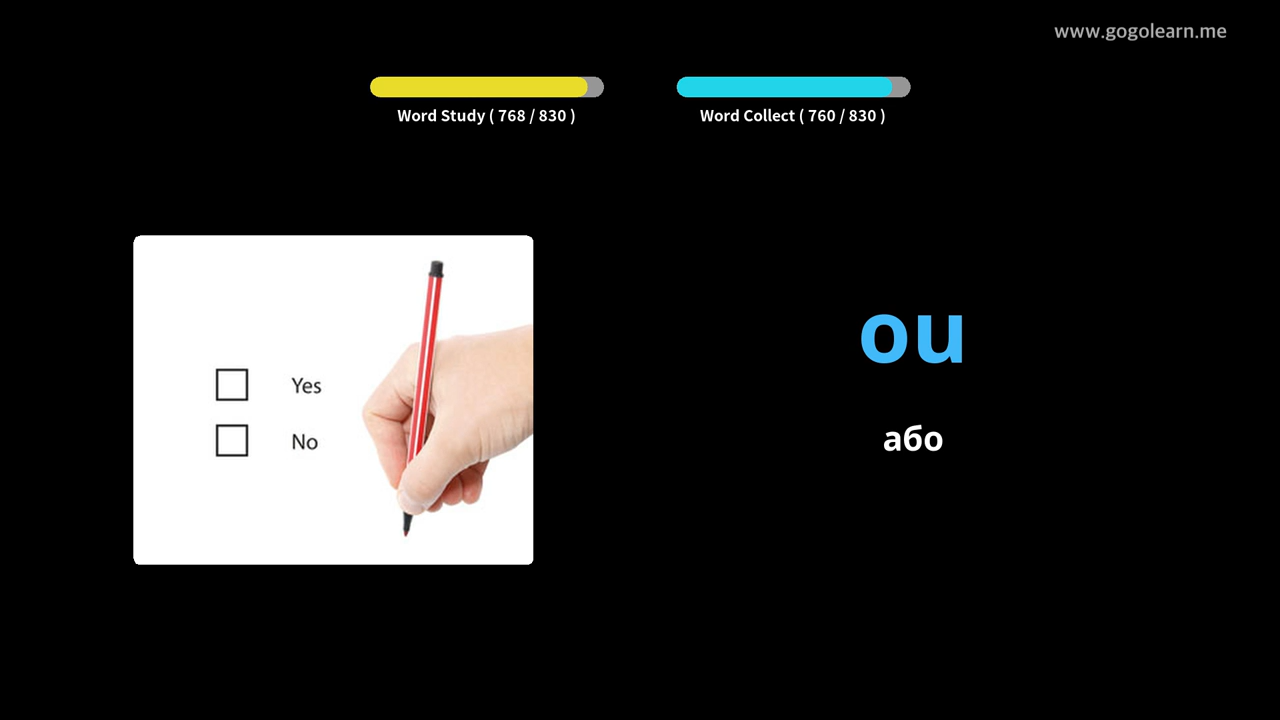 www.gogolearn.me
Word Study ( 768 / 830 )
Word Collect ( 760 / 830 )
Yes
No
ou
або